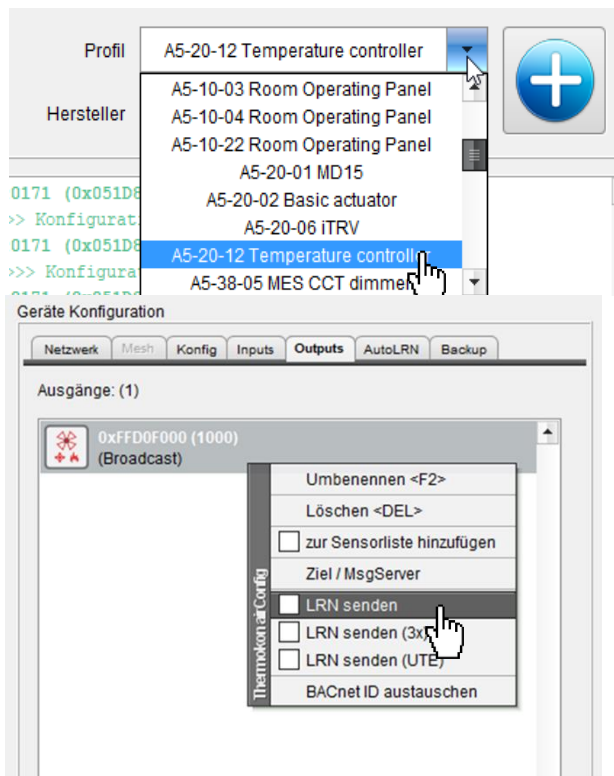 Profil
A5-20-12 Temperature controller
Hersteller
A5-10-03 Room Operating Panel
A5-10-04 Room Operating Panel
A5-10-22 Room Operating Panel
A5-20-01 MD15
A5-20-02 Basic actuator
A5-20-06 iTRV
A5-20-12 Temperature controller
A5-38-05 MES CCT dimmer
0171 (0x051D8
>> Konfigurat
0171 (0x051D8
>>> Konfigura
Geräte Konfiguration
Netzwerk Mesh Konfig Inputs Outputs AutoLRN Backup
Ausgänge: (1)
0xFFD0F000 (1000)
(Broadcast)
Thermokon airConfig
Umbenennen <F2>
Löschen <DEL>
zur Sensorliste hinzufügen
Ziel / MsgServer
LRN senden
LRN senden (3x)
LRN senden (UTE)
BACnet ID austauschen